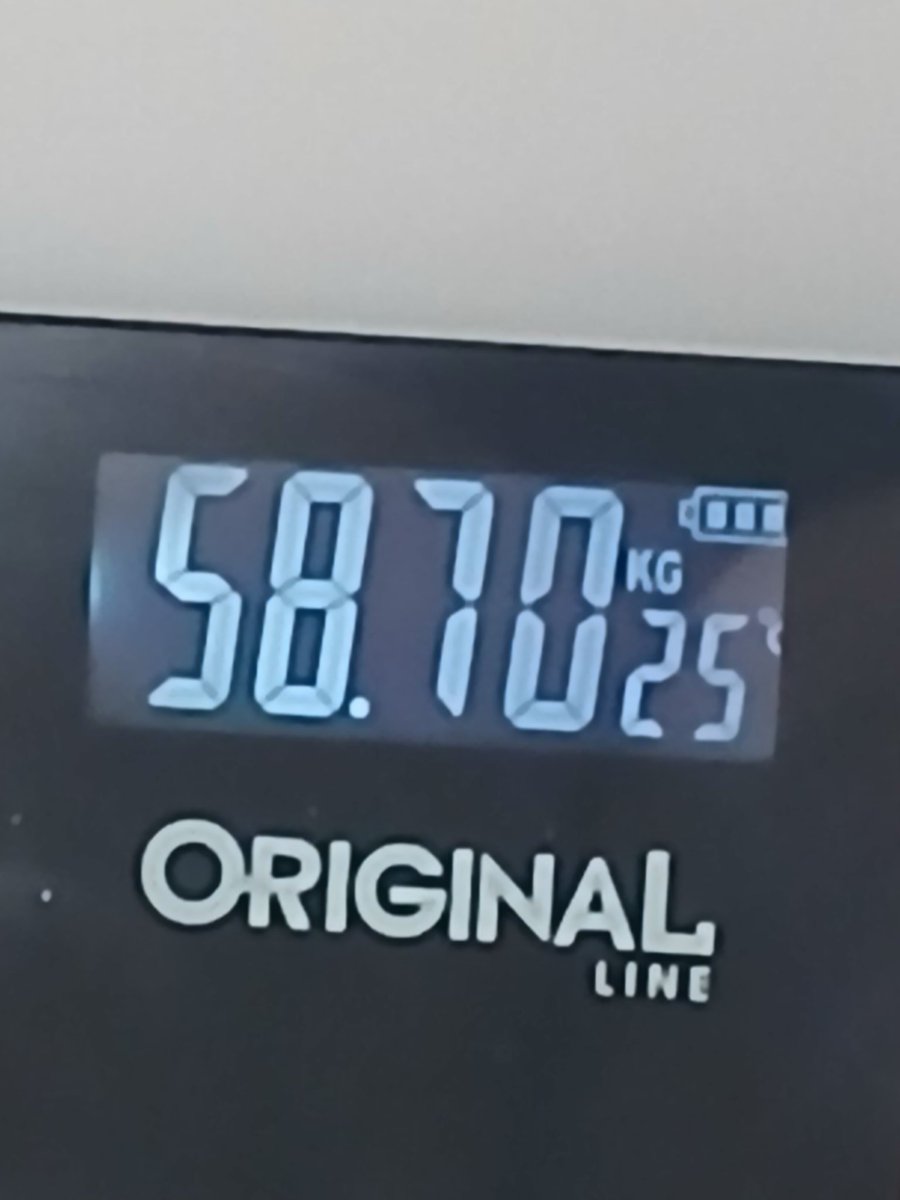 58.70 KG
25 °C
ORIGINAL
LINE